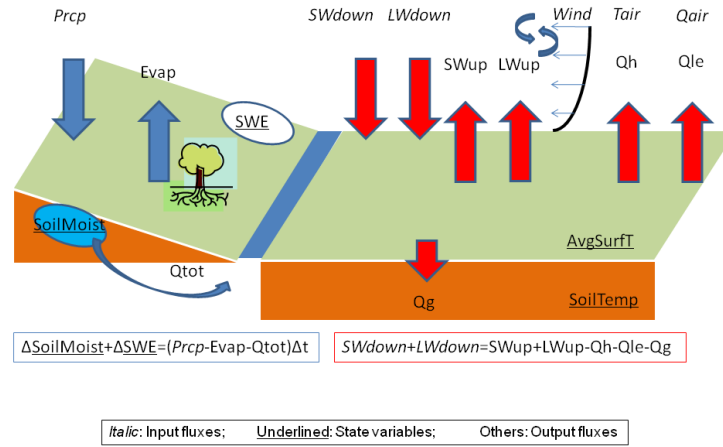 Prcp
SWdown LWdown Wind Tair Qair
Evap
SWup LWup Qh Qle
SWE
SoilMoist
AvgSurfT
Qtot
Qg
SoilTemp
ΔSoilMoist+ΔSWE=(Prcp-Evap-Qtot)Δt
SWdown+LWdown=SWup+LWup-Qh-Qle-Qg
Italic: Input fluxes; Underlined: State variables; Others: Output fluxes